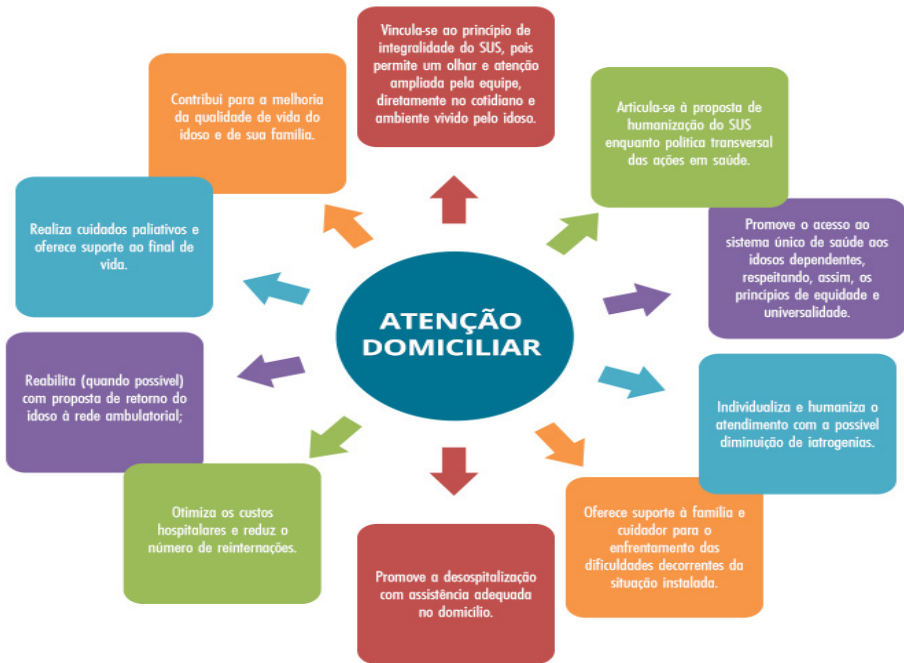 Vincula-se ao princípio de
integralidade do SUS, pois
permite um olhar e atenção
ampliada pela equipe,
diretamente no cotidiano e
ambiente vivido pelo idoso.
Articula-se à proposta de
humanização do SUS
enquanto política transversal
das ações em saúde.
Promove o acesso ao
sistema único de saúde aos
idosos dependentes,
respeitando, assim, os
princípios de equidade e
universalidade.
Individualiza e humaniza o
atendimento com a possível
diminuição de iatrogenias.
Oferece suporte à família e
cuidador para o
enfrentamento das
dificuldades decorrentes da
situação instalada.
Promove a desospitalização
com assistência adequada
no domicílio.
Otimiza os custos
hospitalares e reduz o
número de reinternações.
Reabilita (quando possível)
com proposta de retorno do
idoso à rede ambulatorial;
Realiza cuidados paliativos e
oferece suporte ao final de
vida.
Contribui para a melhoria
da qualidade de vida do
idoso e de sua família.
ATENÇÃO
DOMICILIAR